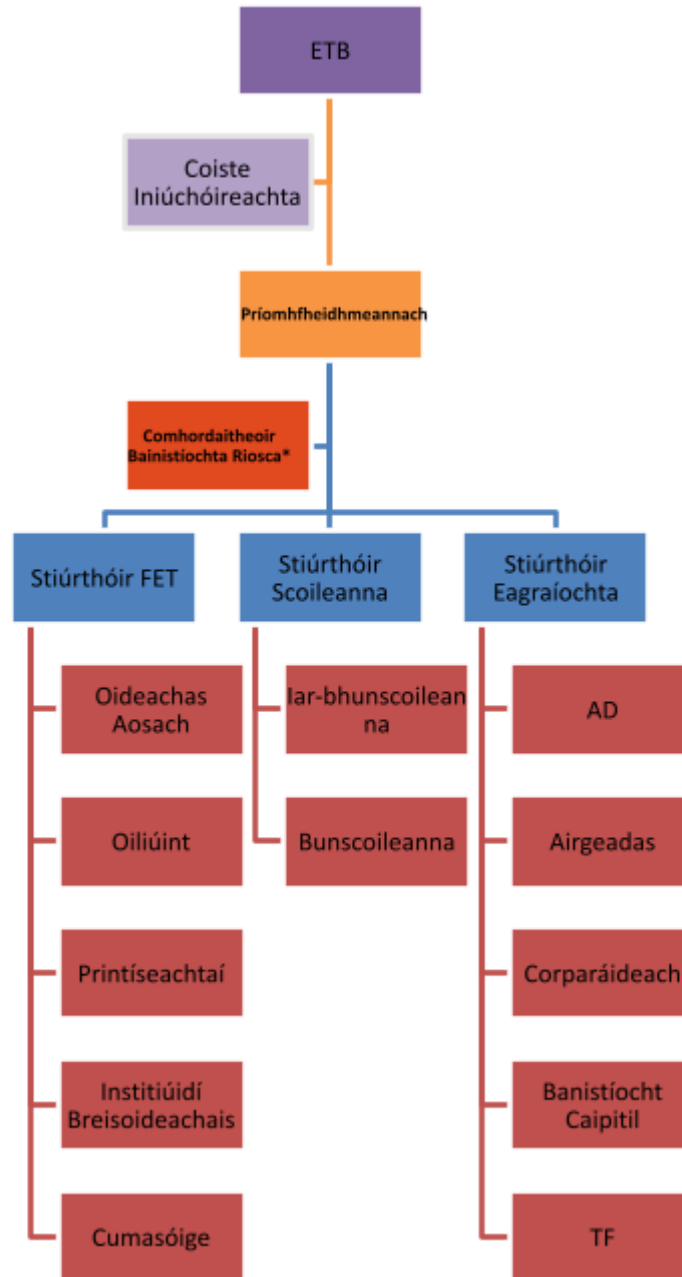 ETB
Coiste
Iniúchóireachta
Príomhfheidhmeannach
Comhordaitheoir
Bainistíochta Riosca*
Stiúrthóir FET
Stiúrthóir
Scoileanna
Stiúrthóir
Eagraíochta
Oideachas
Aosach
Oiliúint
Printíseachtaí
Institiúidí
Breisoideachais
Cumasóige
Iar-bhunscoilean
na
Bunscoileanna
AD
Airgeadas
Corparáideach
Banistíocht
Caipitil
TF